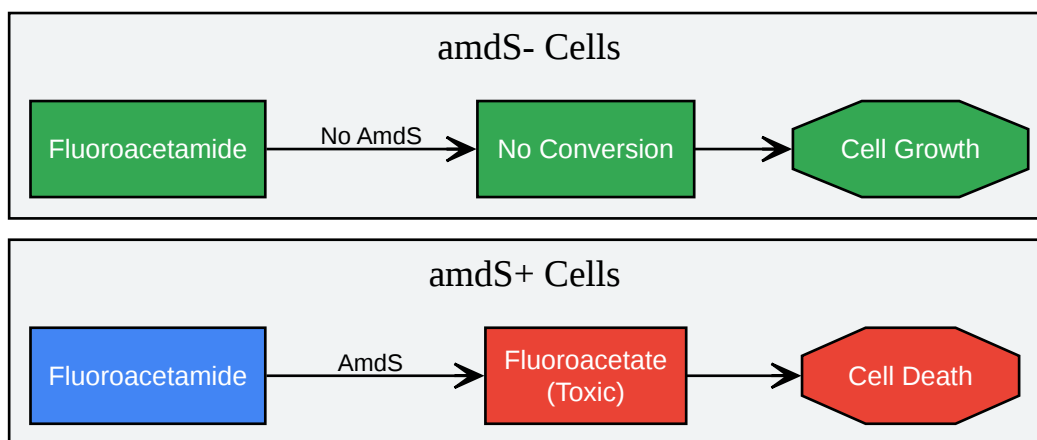 amdS- Cells
Fluoroacetamide
No AmdS
No Conversion
Cell Growth
amdS+ Cells
Fluoroacetamide
AmdS
Fluoroacetate
(Toxic)
Cell Death